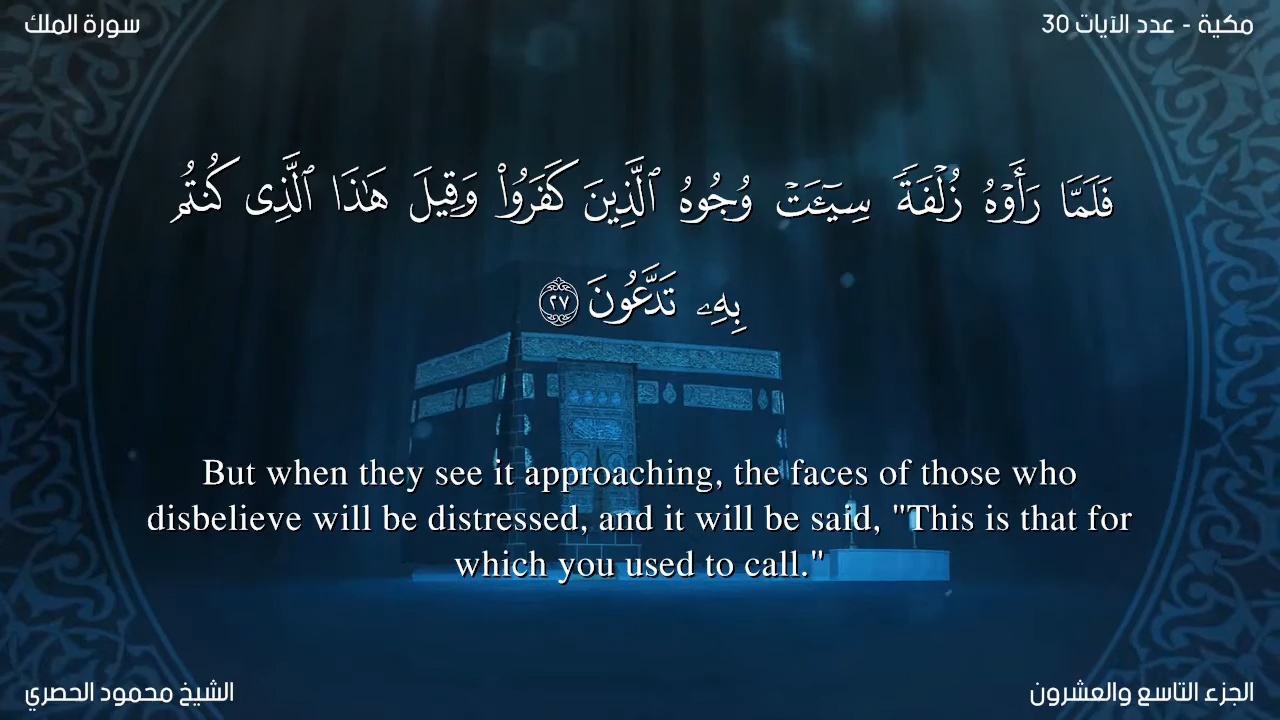 سورة الملك
مكية - عدد الآيات 30
فَلَمَّا رَأَوْهُ زُلْفَةً سِيٓـَٔتْ وُجُوهُ ٱلَّذِينَ كَفَرُوا۟ وَقِيلَ هَـٰذَا ٱلَّذِى كُنتُم
بِهِۦ تَدَّعُونَ ٢٧
But when they see it approaching, the faces of those who
disbelieve will be distressed, and it will be said, "This is that for
which you used to call."
الشيخ محمود الحصري
الجزء التاسع والعشرون